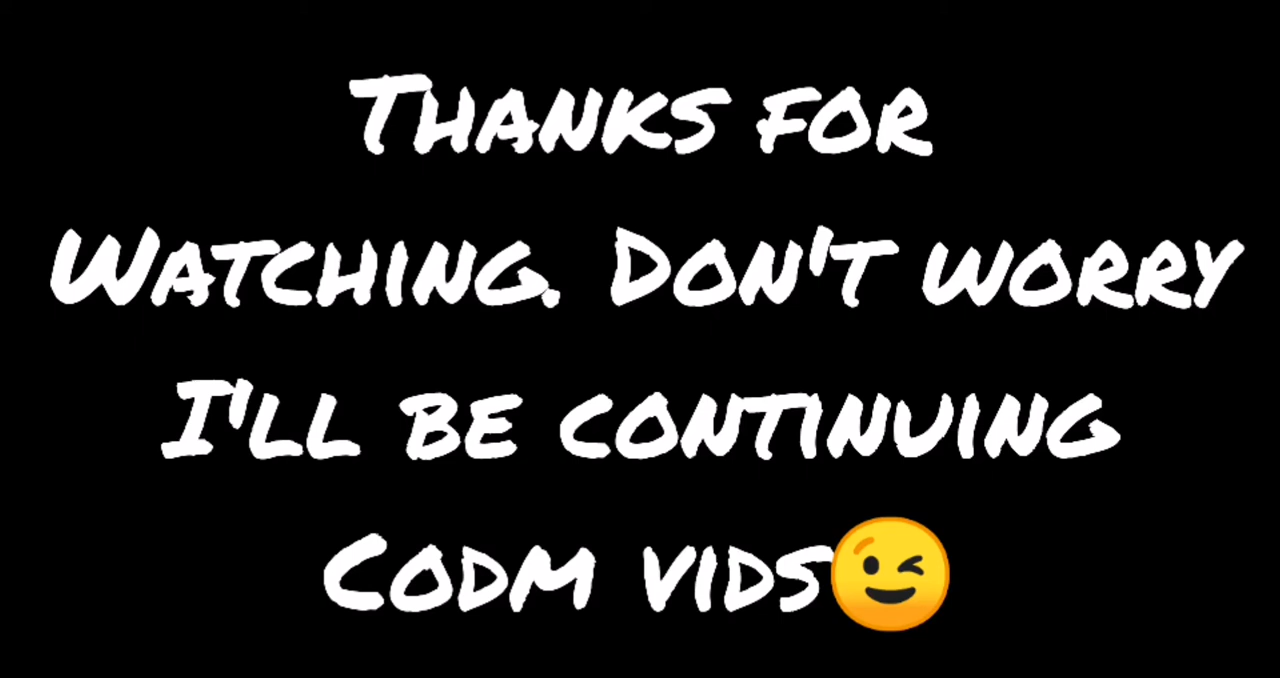 Thanks for
Watching. Don't worry
I'll be continuing
Codm vids😉